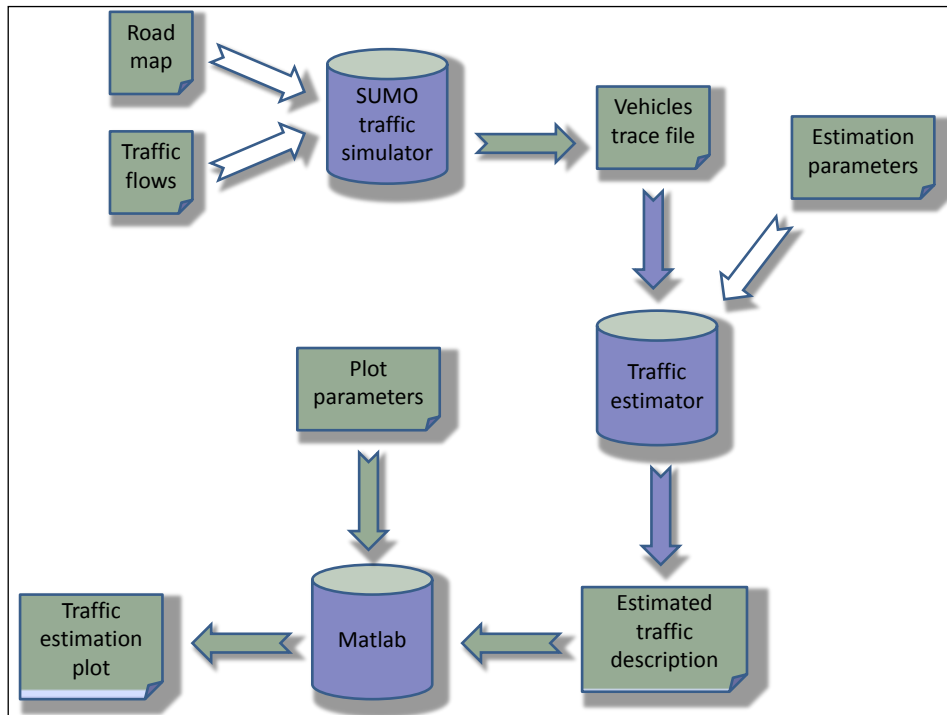 Road
map
SUMO
traffic
simulator
Vehicles
trace file
Traffic
flows
Estimation
parameters
Traffic
estimator
Plot
parameters
Estimated
traffic
description
Matlab
Traffic
estimation
plot